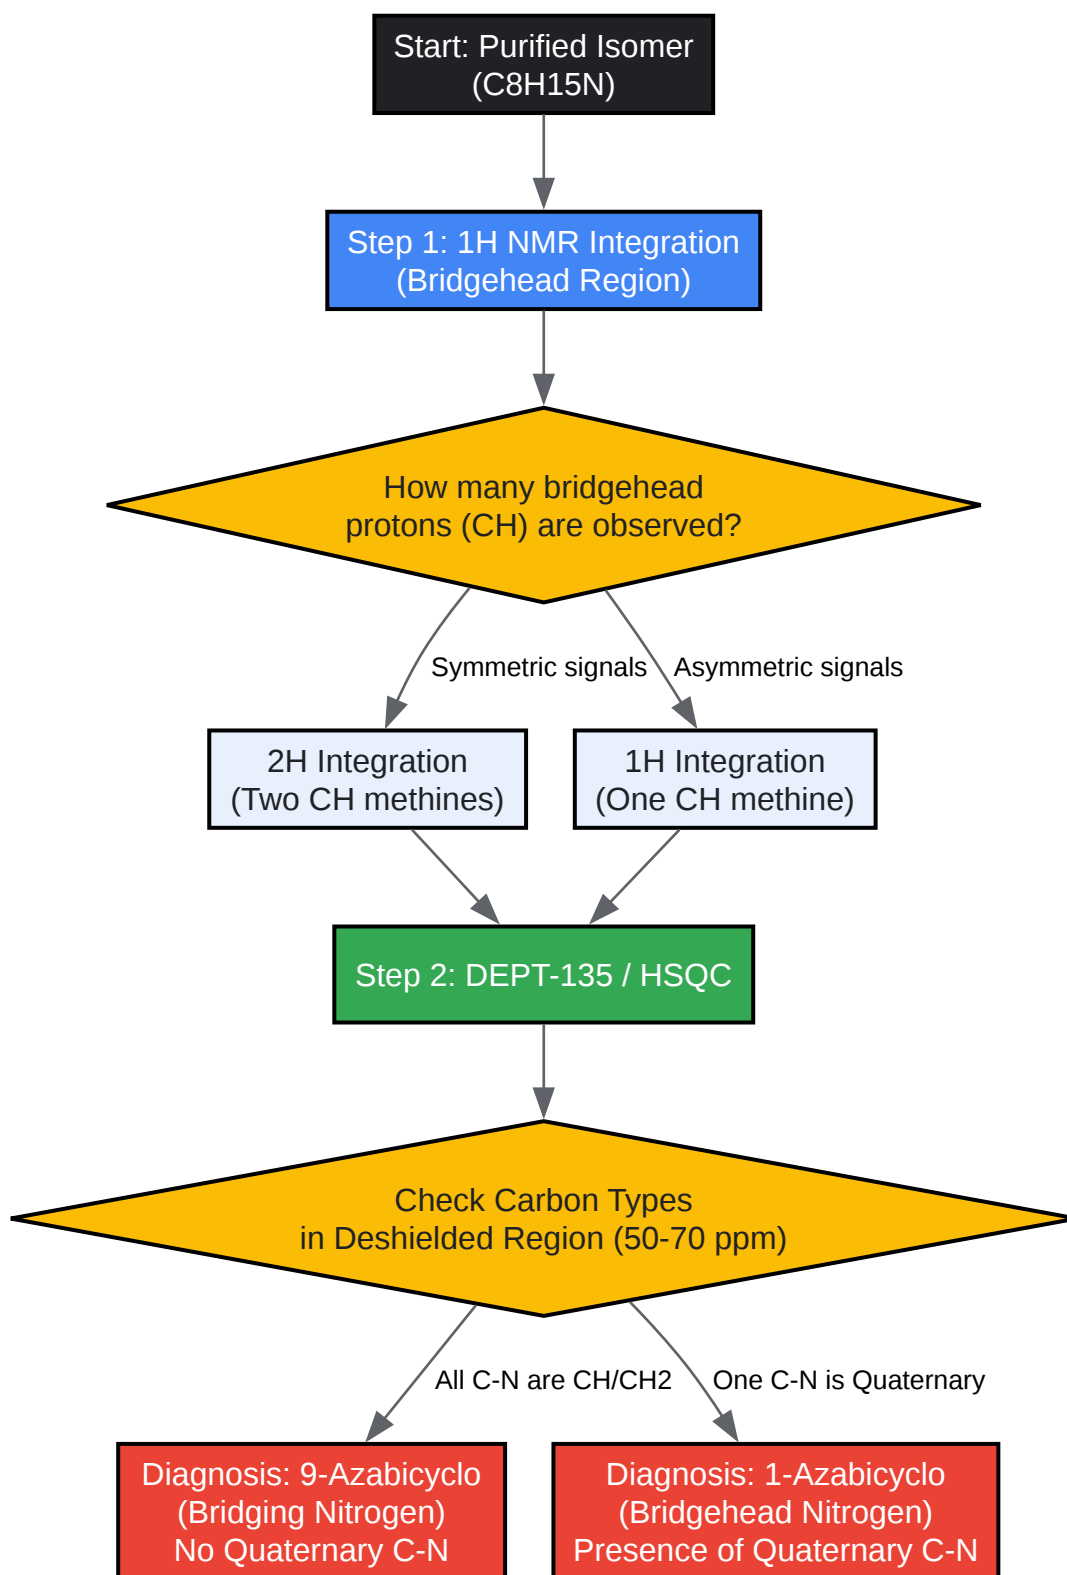 Start: Purified Isomer
(C8H15N)
Step 1: 1H NMR Integration
(Bridgehead Region)
How many bridgehead
protons (CH) are observed?
Symmetric signals
Asymmetric signals
2H Integration
(Two CH methines)
1H Integration
(One CH methine)
Step 2: DEPT-135 / HSQC
Check Carbon Types
in Deshielded Region (50-70 ppm)
All C-N are CH/CH2
One C-N is Quaternary
Diagnosis: 9-Azabicyclo
(Bridging Nitrogen)
No Quaternary C-N
Diagnosis: 1-Azabicyclo
(Bridgehead Nitrogen)
Presence of Quaternary C-N